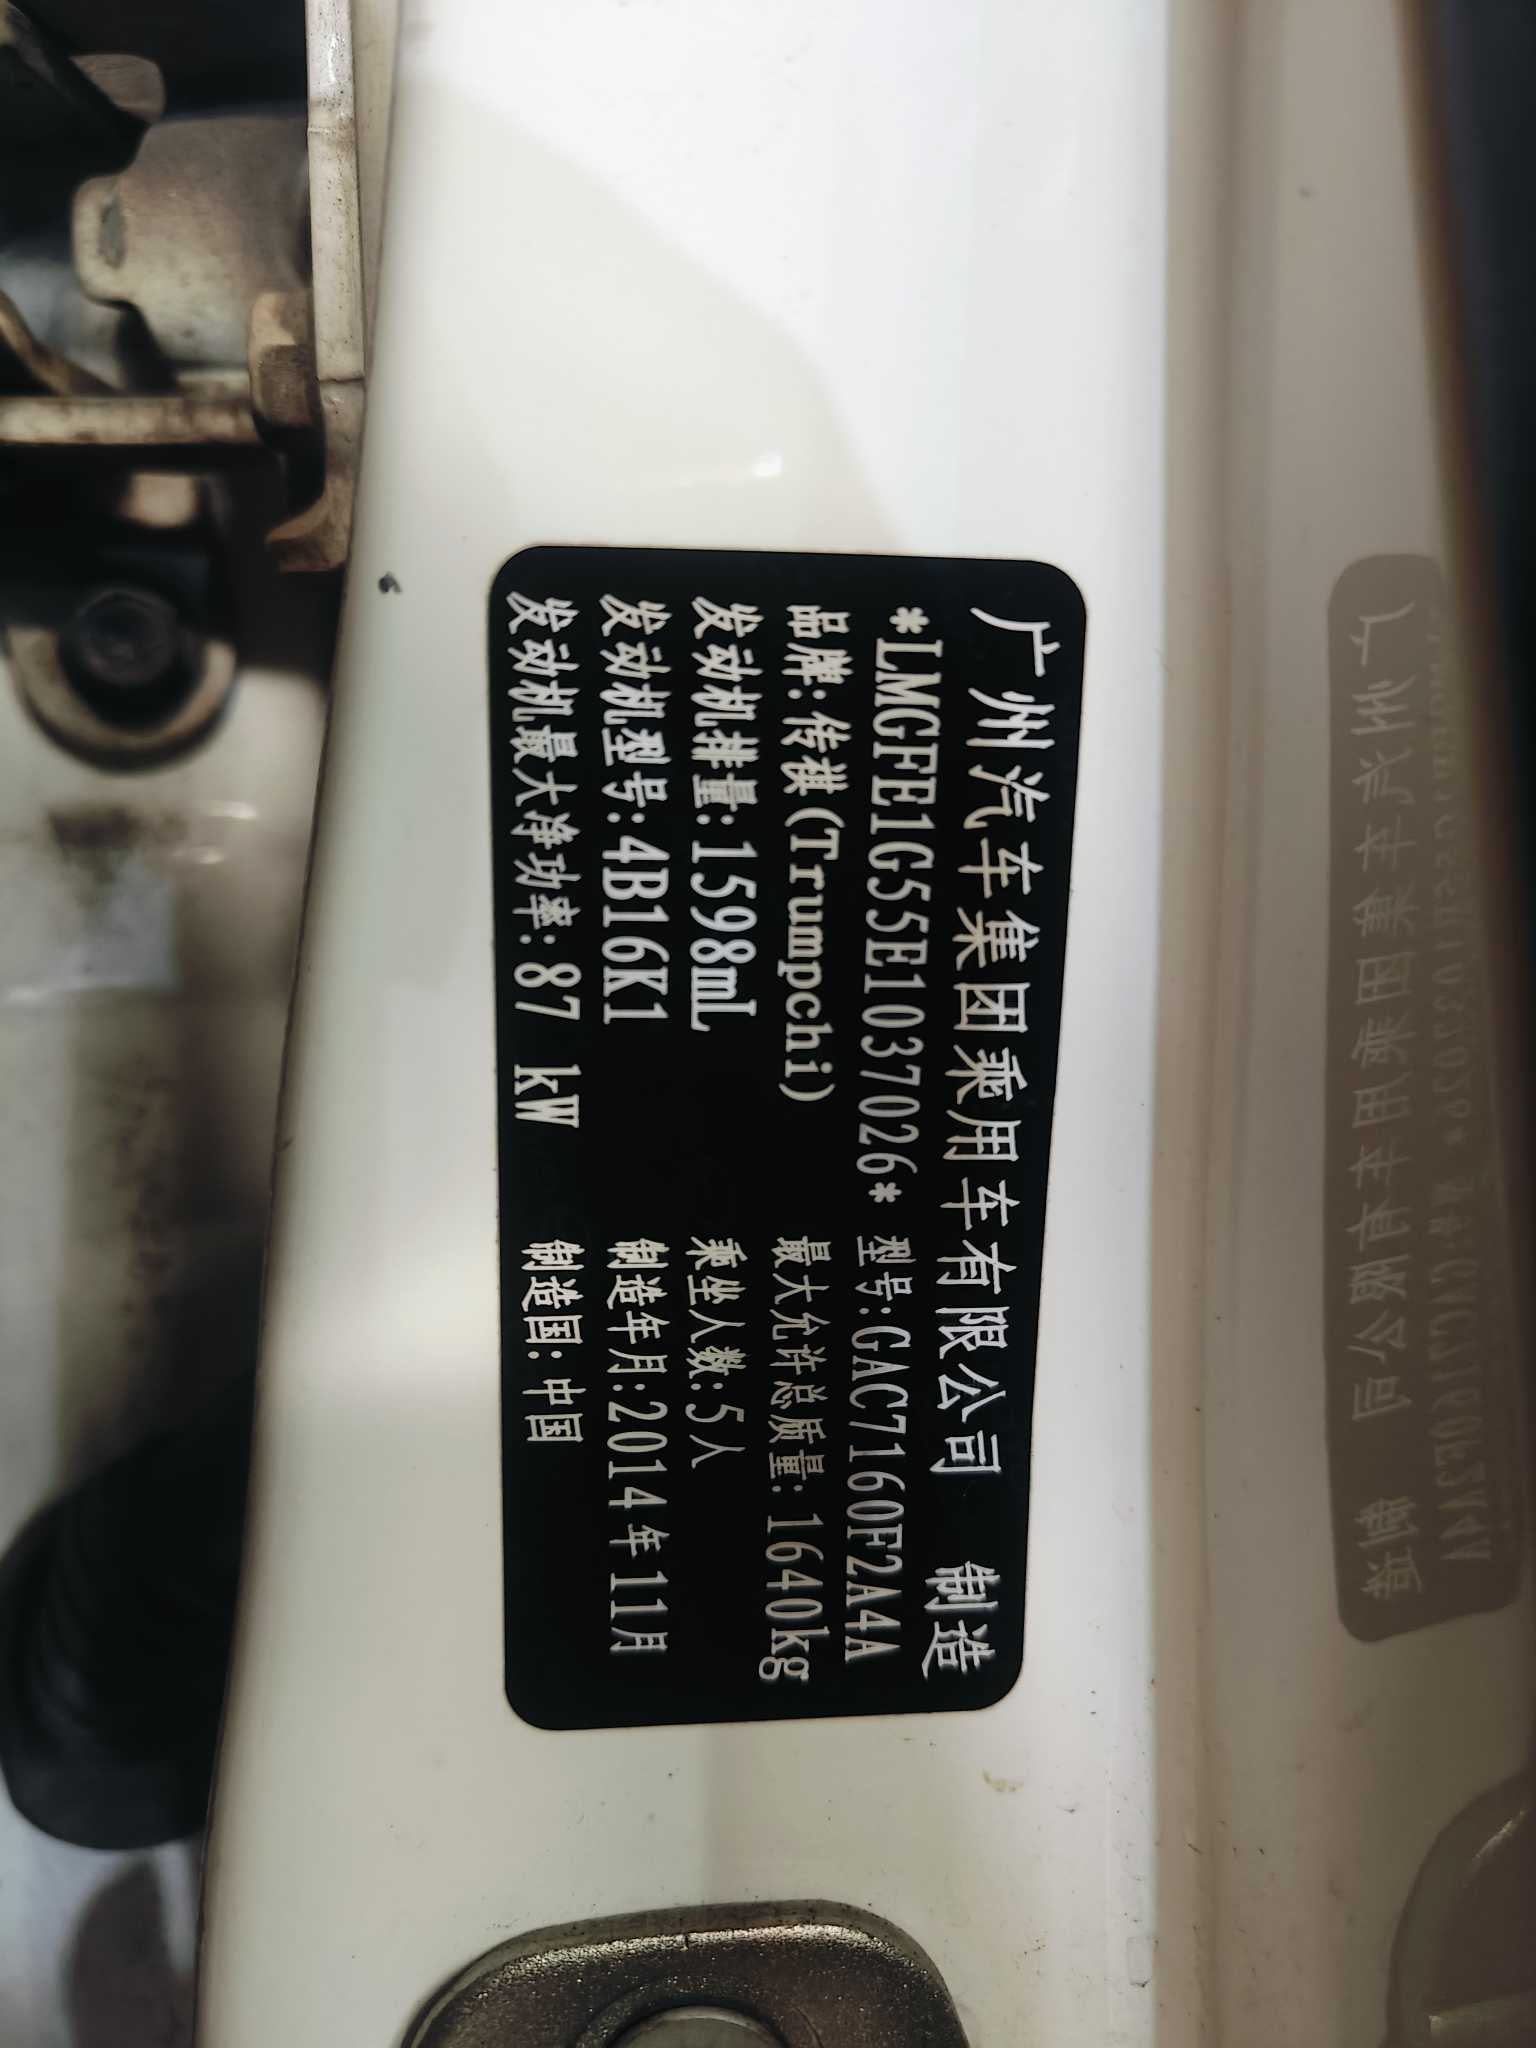 广州汽车集团乘用车有限公司 制造
*LMGFE1G55E1037026* 型号:GAC7160F2A4A
品牌:传祺(Trumpchi) 最大允许总质量:1640kg
发动机排量:1598mL 乘坐人数:5人
发动机型号:4B16K1 制造年月:2014年11月
发动机最大净功率:87 kW 制造国:中国